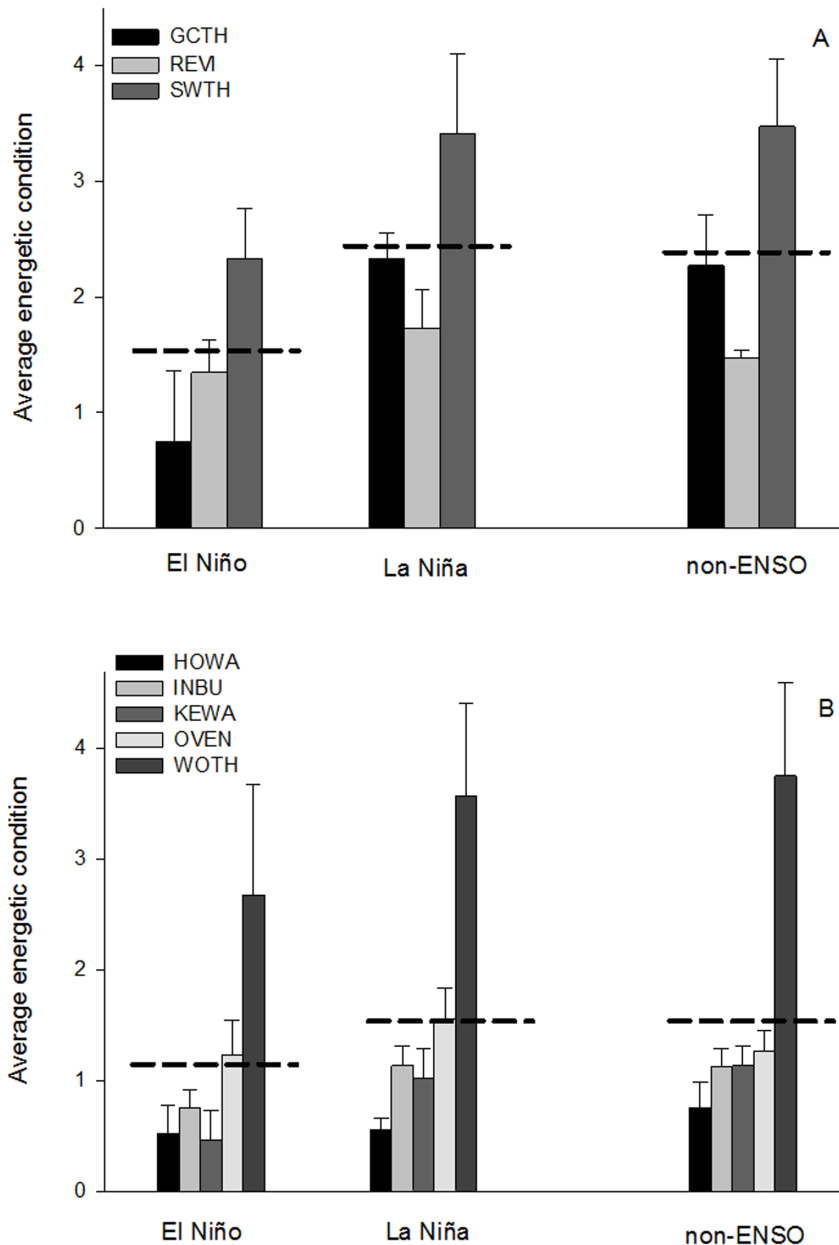 A
GCTH
REVI
SWTH
Average energetic condition
4
3
2
1
0
El Niño
La Niña
non-ENSO
B
HOWA
INBU
KEWA
OVEN
WOTH
Average energetic condition
4
3
2
1
0
El Niño
La Niña
non-ENSO